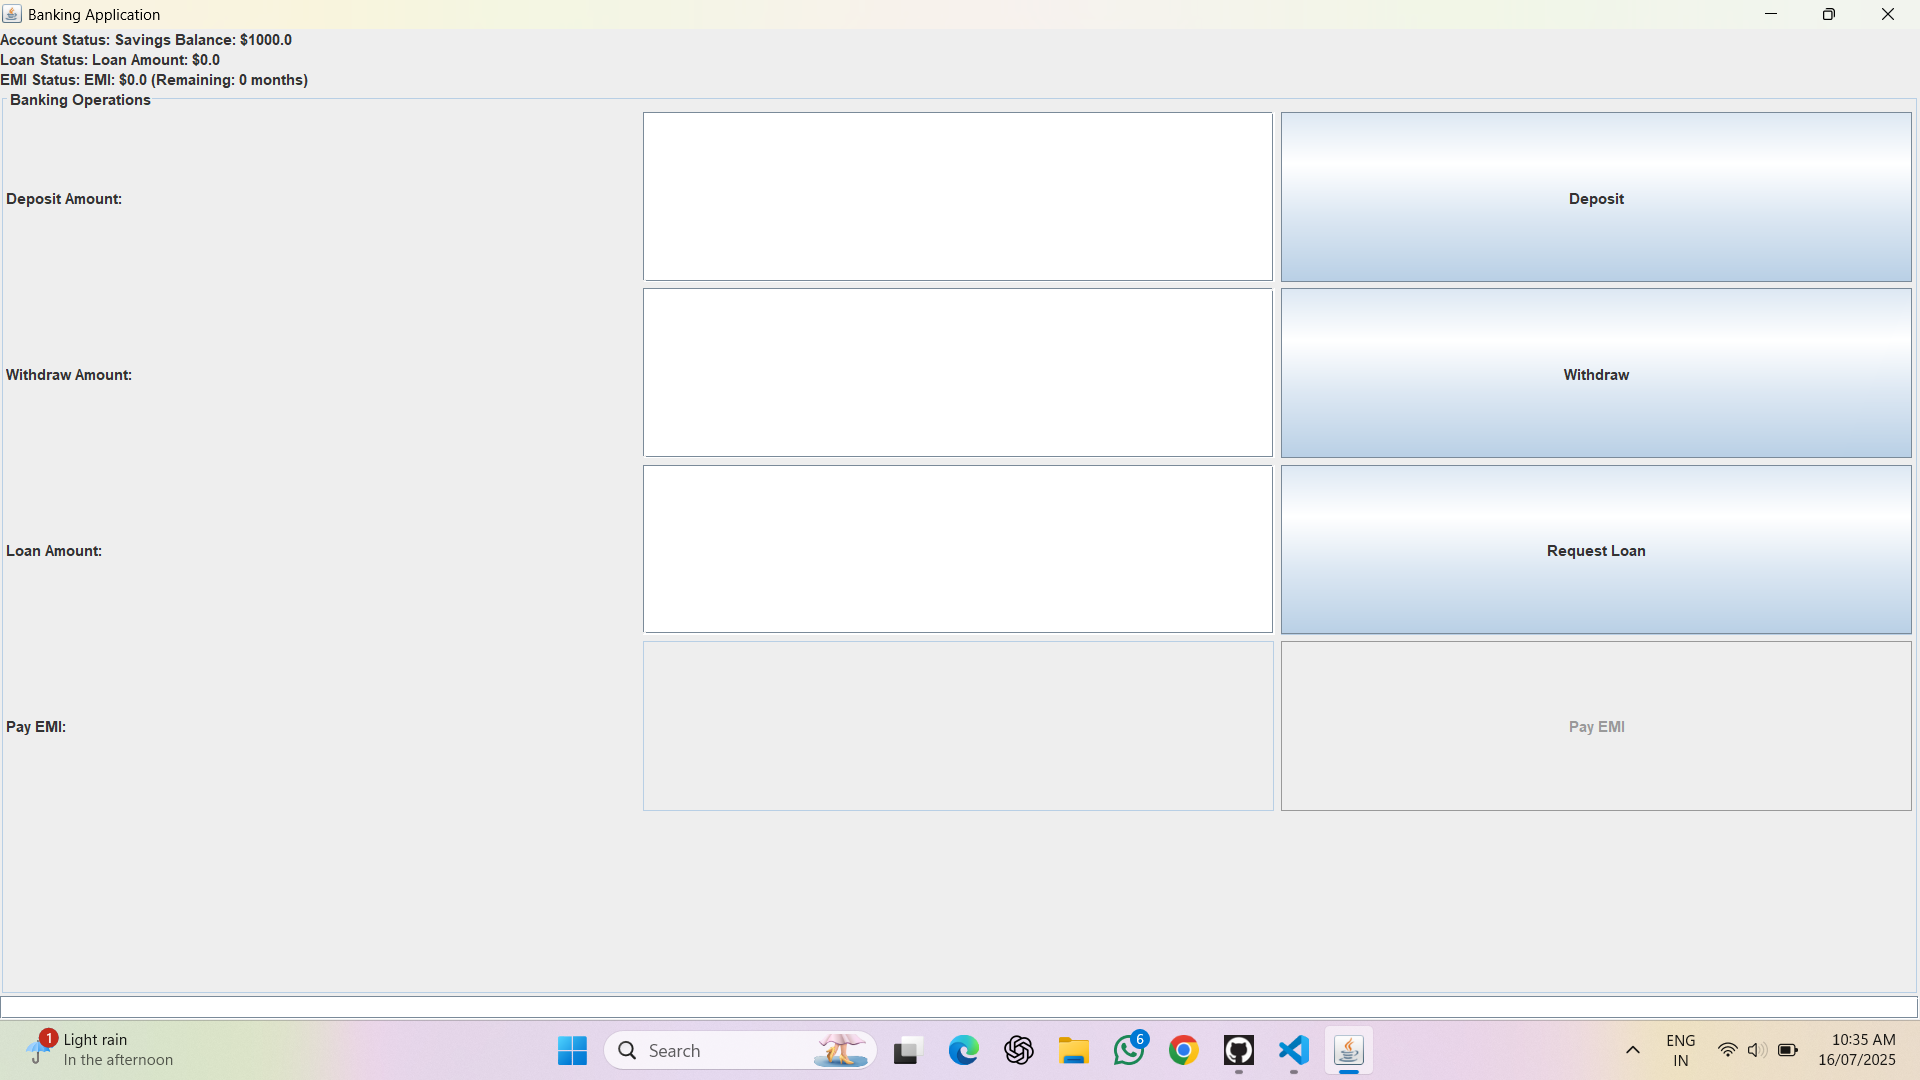 Banking Application
Account Status: Savings Balance: $1000.0
Loan Status: Loan Amount: $0.0
EMI Status: EMI: $0.0 (Remaining: 0 months)
Banking Operations
Deposit Amount:
Deposit
Withdraw Amount:
Withdraw
Loan Amount:
Request Loan
Pay EMI:
Pay EMI
1
Light rain
In the afternoon
Search
6
ENG
IN
10:35 AM
16/07/2025